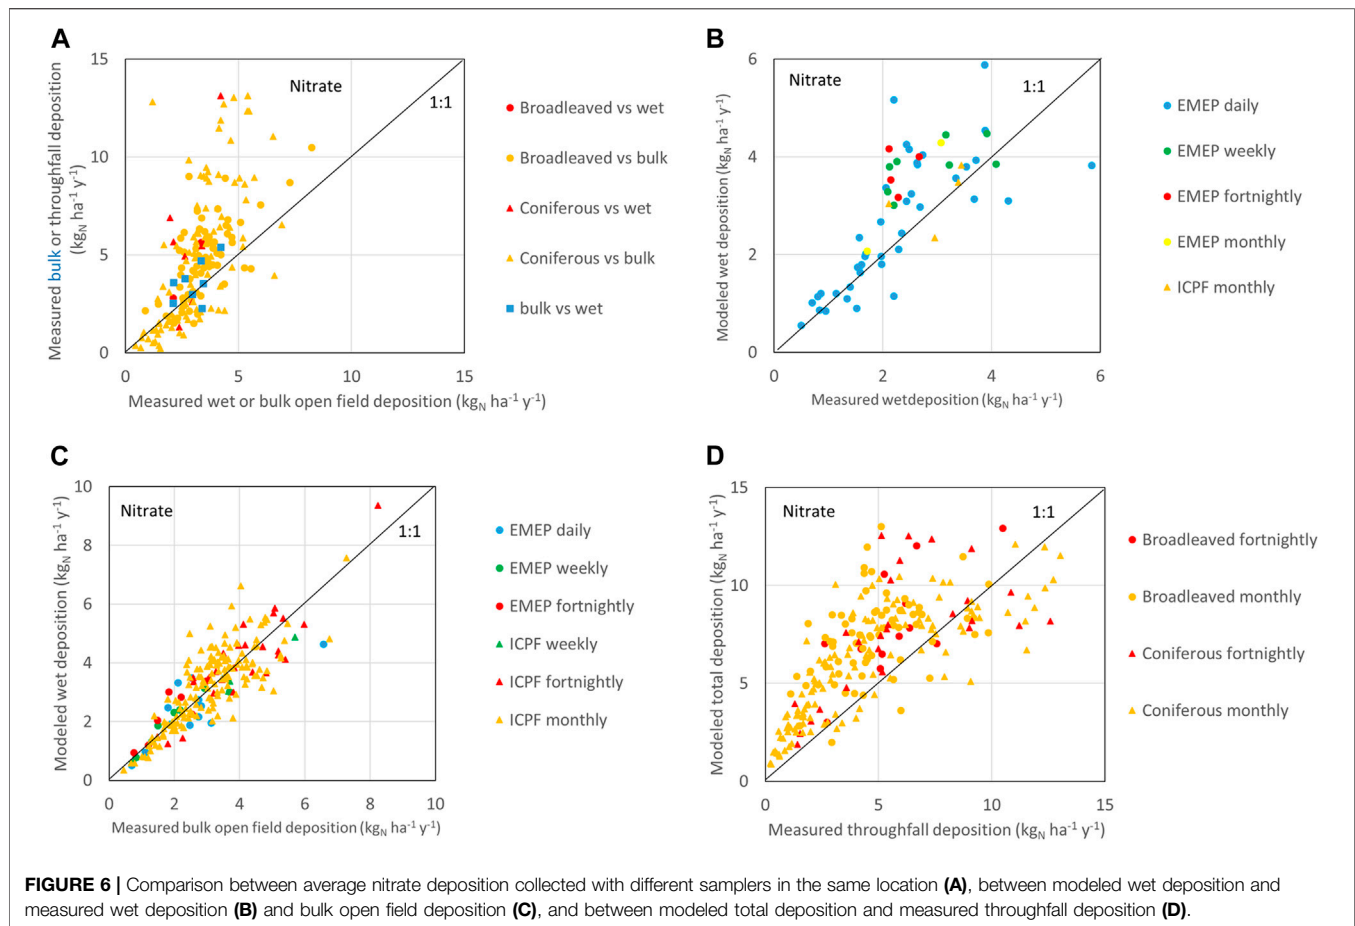 A
Measured bulk or throughfall deposition
(kgN ha-1 y-1)
15
10
5
0
Nitrate
1:1
0 5 10 15
Measured wet or bulk open field deposition (kgN ha-1 y-1)
Broadleaved vs wet
Broadleaved vs bulk
Coniferous vs wet
Coniferous vs bulk
bulk vs wet
B
Modeled wet deposition (kgN ha-1 y-1)
6
4
2
0
Nitrate
1:1
0 2 4 6
Measured wetdeposition (kgN ha-1 y-1)
EMEP daily
EMEP weekly
EMEP fortnightly
EMEP monthly
ICPF monthly
C
Modeled wet deposition (kgN ha-1 y-1)
10
8
6
4
2
0
Nitrate
1:1
0 2 4 6 8 10
Measured bulk open field deposition (kgN ha-1 y-1)
EMEP daily
EMEP weekly
EMEP fortnightly
ICPF weekly
ICPF fortnightly
ICPF monthly
D
Modeled total deposition (kgN ha-1 y-1)
15
10
5
0
Nitrate
1:1
0 5 10 15
Measured throughfall deposition (kgN ha-1 y-1)
Broadleaved fortnightly
Broadleaved monthly
Coniferous fortnightly
Coniferous monthly
FIGURE 6 | Comparison between average nitrate deposition collected with different samplers in the same location (A), between modeled wet deposition and
measured wet deposition (B) and bulk open field deposition (C), and between modeled total deposition and measured throughfall deposition (D).